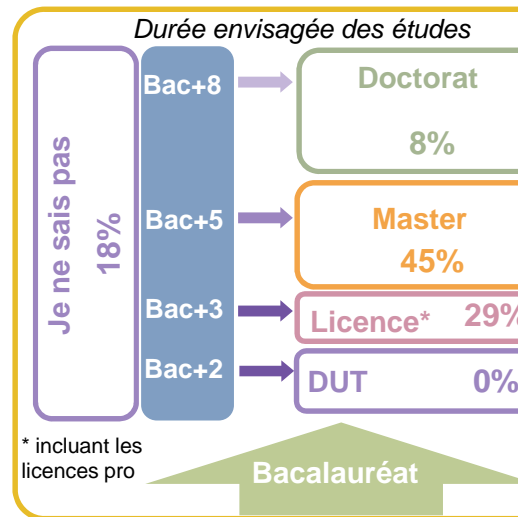 Durée envisagée des études
Je ne sais pas
18%
Bac+8
Doctorat
8%
Bac+5
Master
45%
Bac+3
Licence* 29%
Bac+2
DUT 0%
* incluant les
licences pro
Bacalauréat